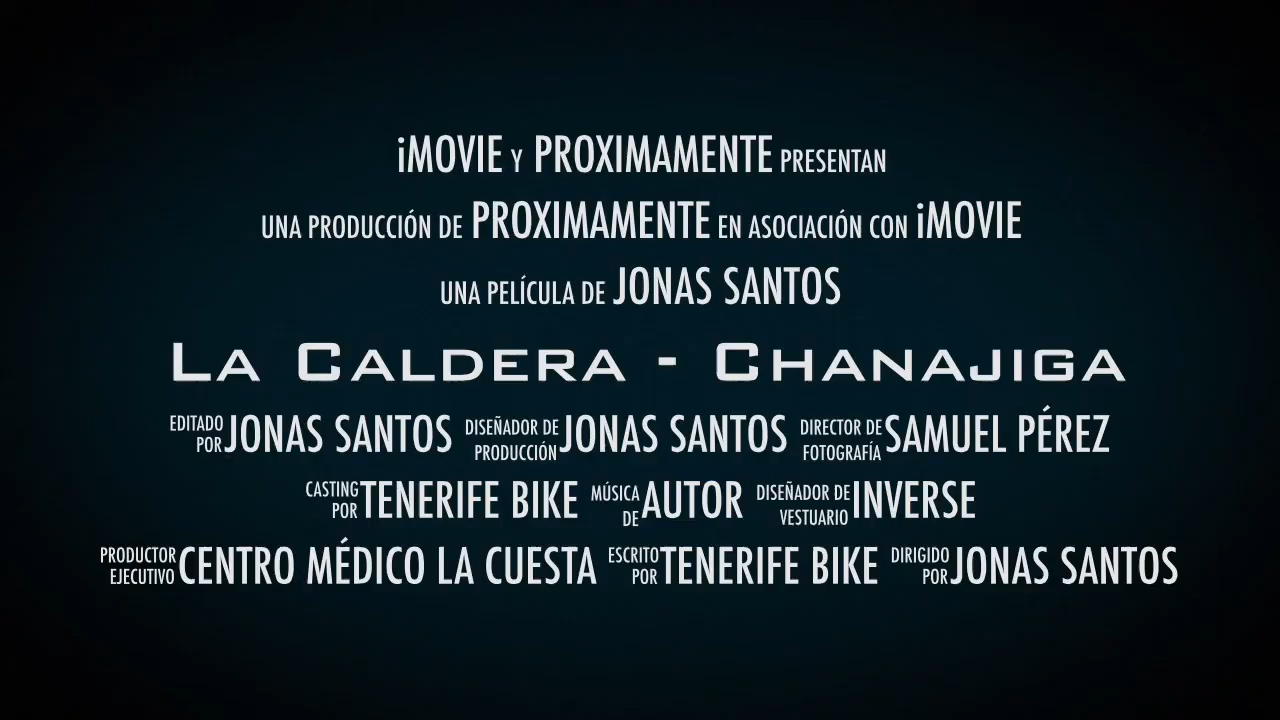 iMOVIE Y PROXIMAMENTE PRESENTAN
UNA PRODUCCIÓN DE PROXIMAMENTE EN ASOCIACIÓN CON iMOVIE
UNA PELÍCULA DE JONAS SANTOS
LA CALDERA - CHANAJIGA
EDITADO POR JONAS SANTOS DISEÑADOR DE PRODUCCIÓN JONAS SANTOS DIRECTOR DE FOTOGRAFÍA SAMUEL PÉREZ
CASTING POR TENERIFE BIKE MÚSICA DE AUTOR DISEÑADOR DE VESTUARIO INVERSE
PRODUCTOR EJECUTIVO CENTRO MÉDICO LA CUESTA ESCRITO POR TENERIFE BIKE DIRIGIDO POR JONAS SANTOS